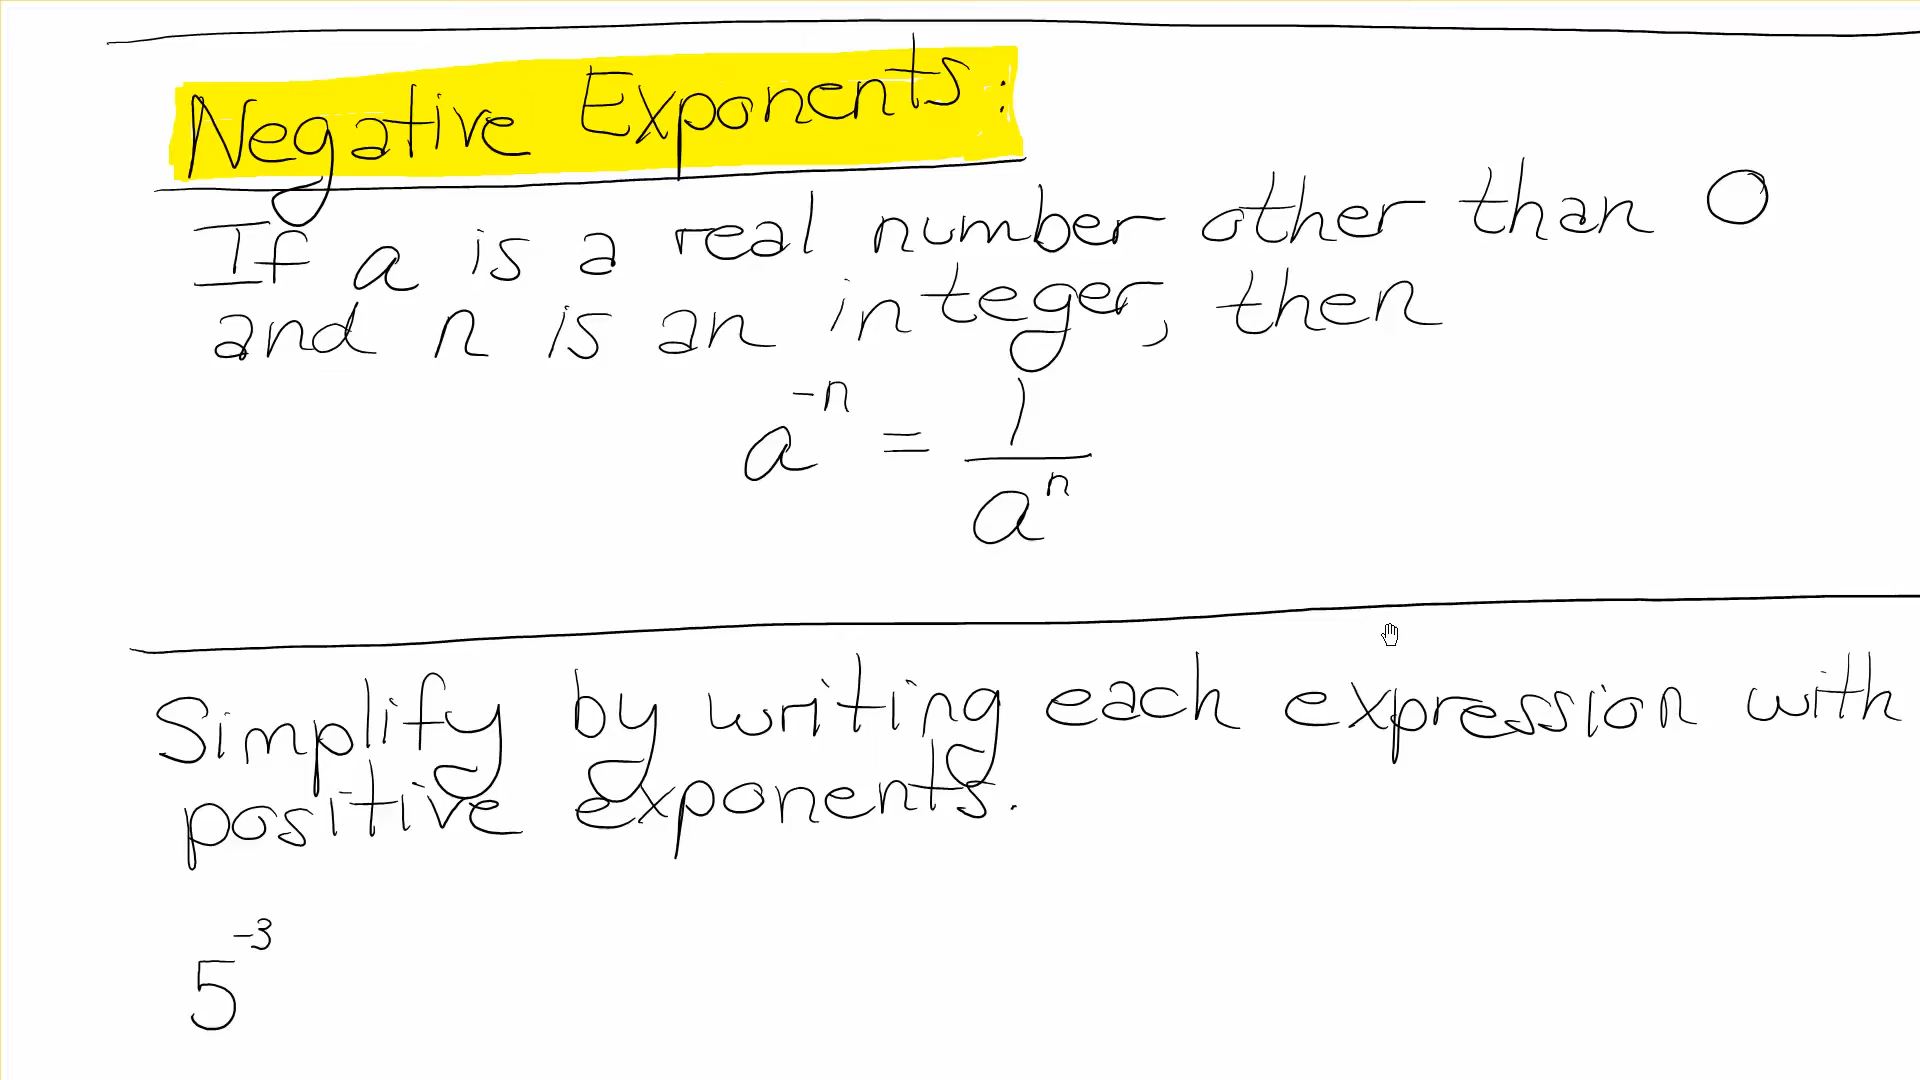 Negative Exponents:
If a is a real number other than 0
and n is an integer, then
a^-n = 1/a^n
Simplify by writing each expression with
positive exponents.
5^-3